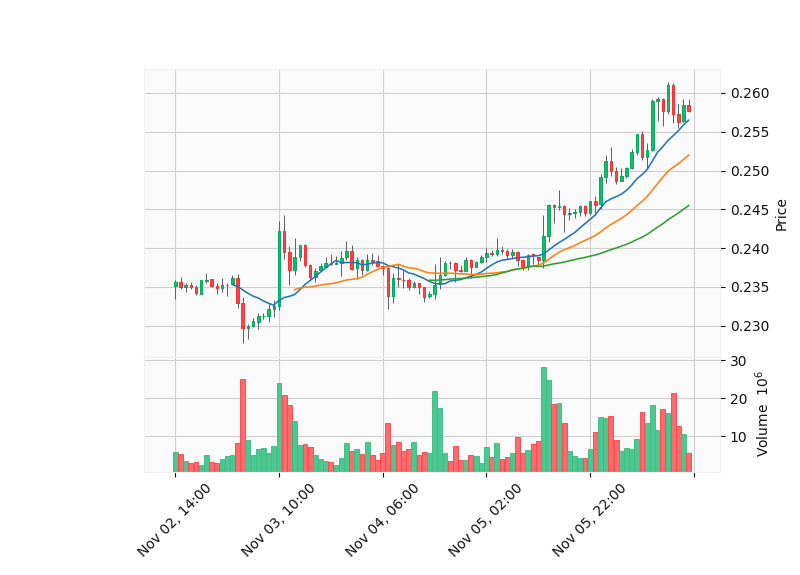 0.260
0.255
0.250
0.245
0.240
0.235
0.230
Price
30
20
10
Volume 10^6
Nov 02, 14:00
Nov 03, 10:00
Nov 04, 06:00
Nov 05, 02:00
Nov 05, 22:00